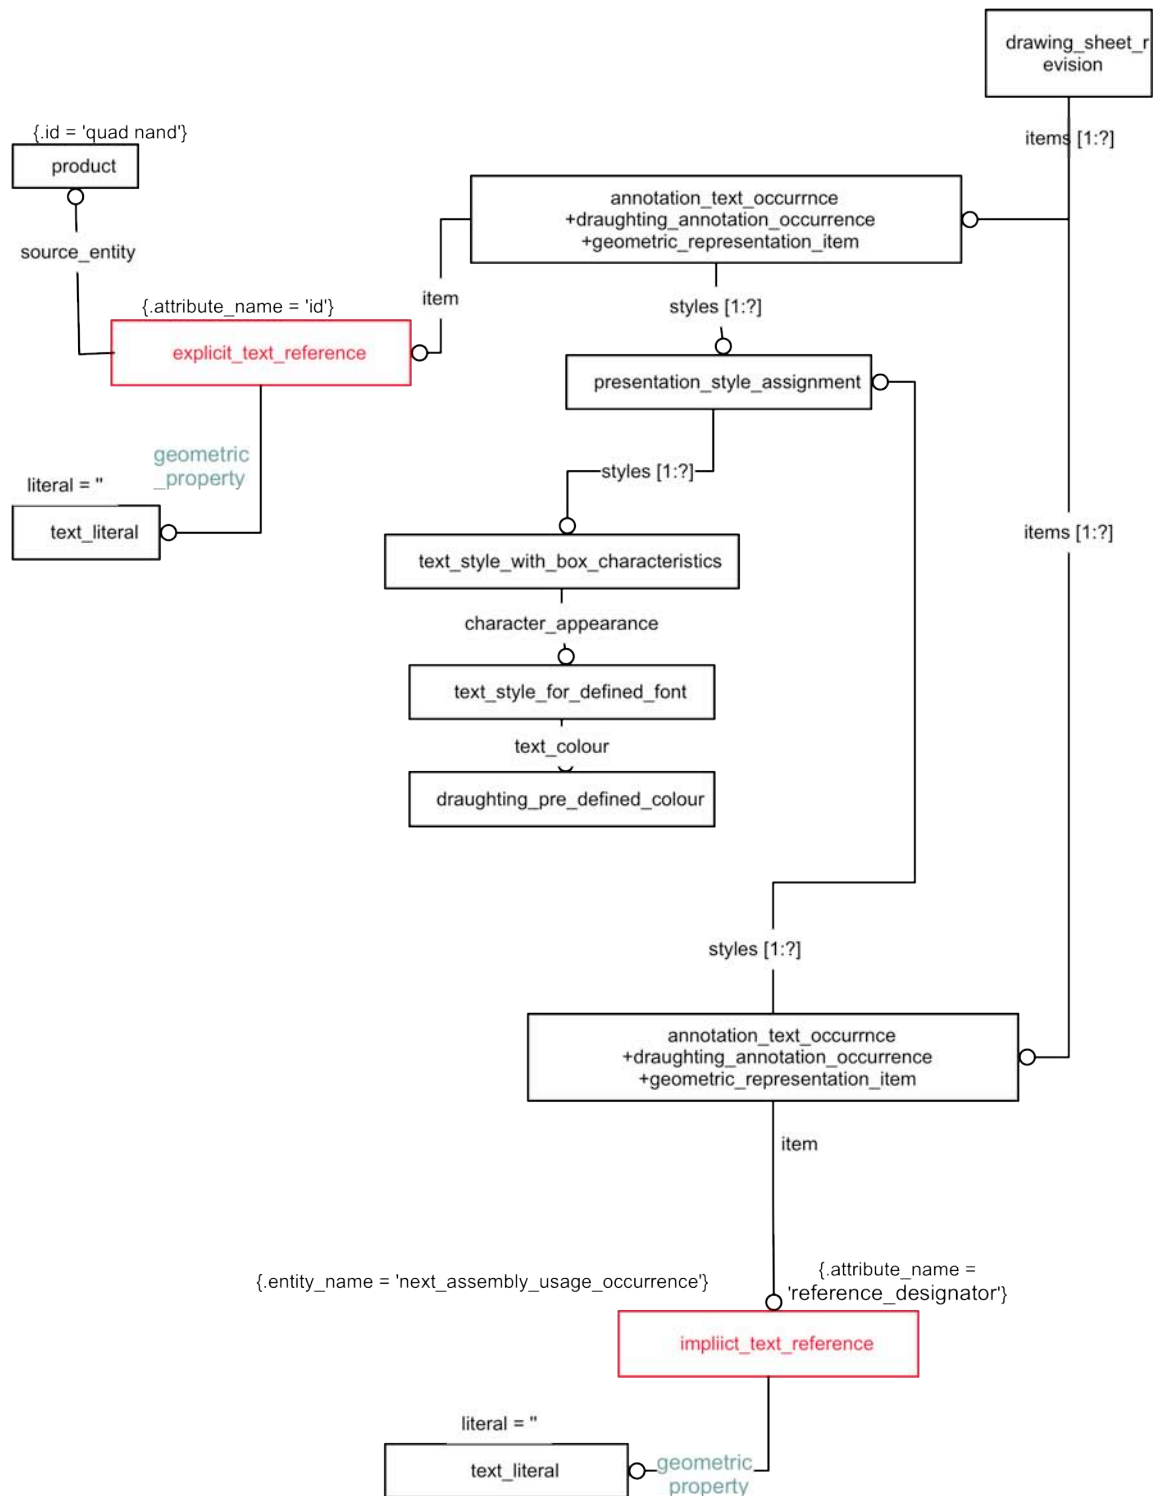 drawing_sheet_r
evision
items [1:?]
{.id = 'quad nand'}
product
source_entity
annotation_text_occurrnce
+draughting_annotation_occurrence
+geometric_representation_item
item
styles [1:?]
{.attribute_name = 'id'}
explicit_text_reference
presentation_style_assignment
geometric
_property
styles [1:?]
literal = ''
text_literal
items [1:?]
text_style_with_box_characteristics
character_appearance
text_style_for_defined_font
text_colour
draughting_pre_defined_colour
styles [1:?]
annotation_text_occurrnce
+draughting_annotation_occurrence
+geometric_representation_item
item
{.entity_name = 'next_assembly_usage_occurrence'}
{.attribute_name =
'reference_designator'}
impliict_text_reference
literal = ''
text_literal
geometric
_property